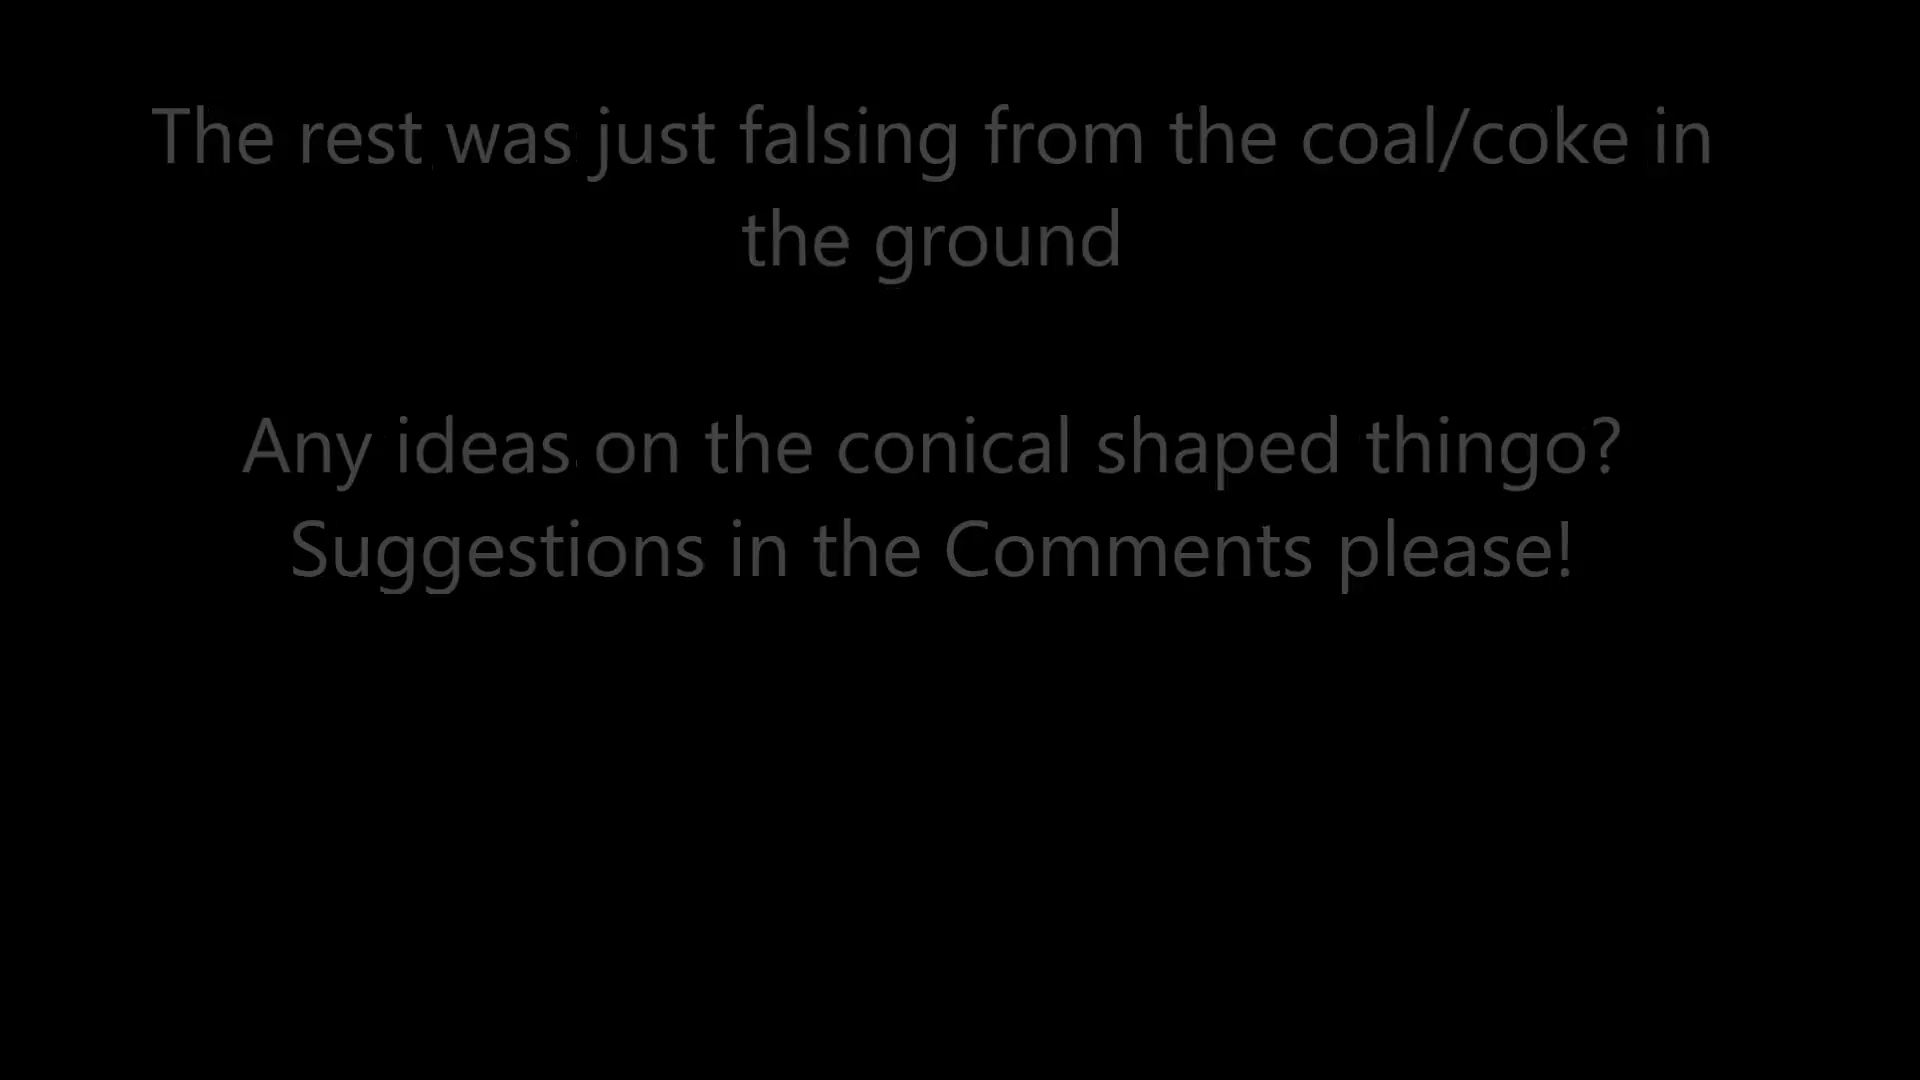 The rest was just falsing from the coal/coke in
the ground
Any ideas on the conical shaped thingo?
Suggestions in the Comments please!